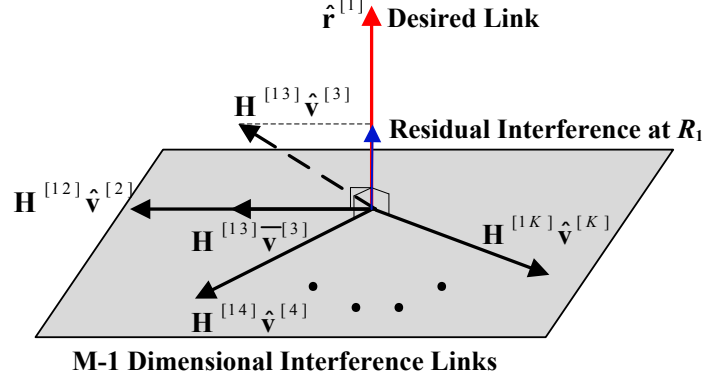 r̂^[1] Desired Link
H^[13] v̂^[3]
Residual Interference at R₁
H^[12] v̂^[2]
H^[13] v̅^[3]
H^[1K] v̂^[K]
H^[14] v̂^[4]
M-1 Dimensional Interference Links